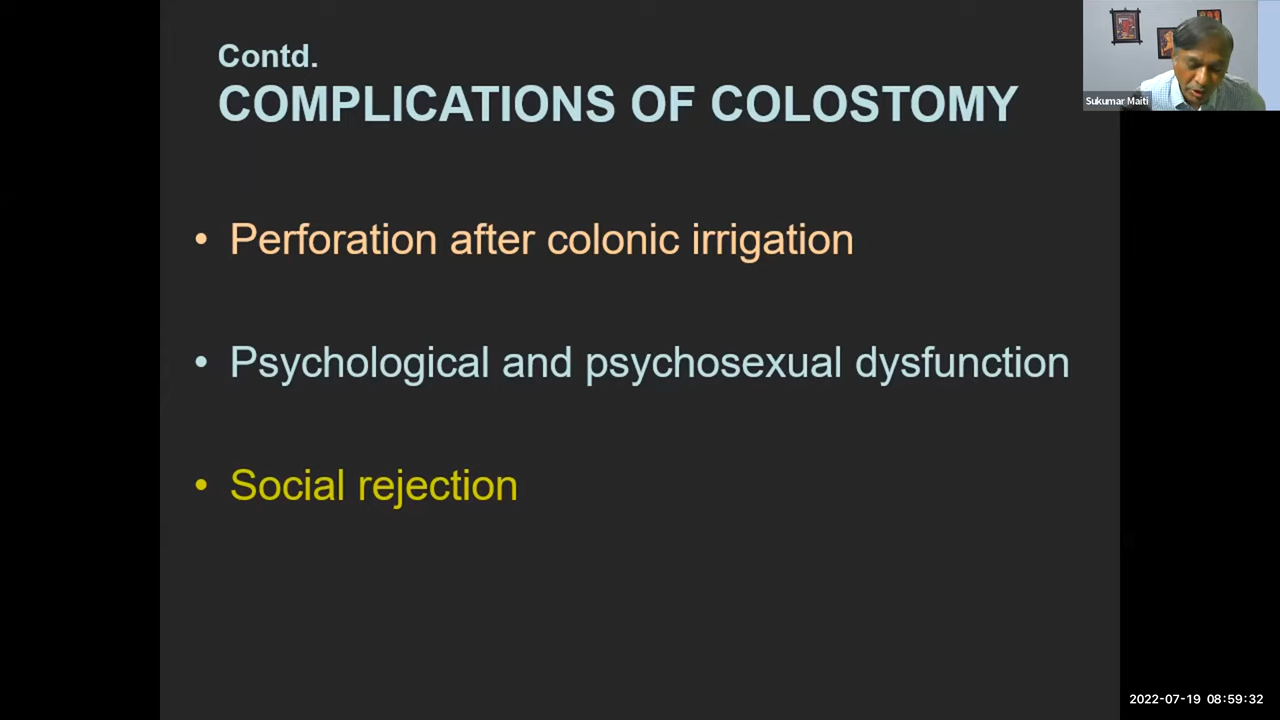 Contd.
COMPLICATIONS OF COLOSTOMY
• Perforation after colonic irrigation
• Psychological and psychosexual dysfunction
• Social rejection
Sukumar Maiti
2022-07-19 08:59:32